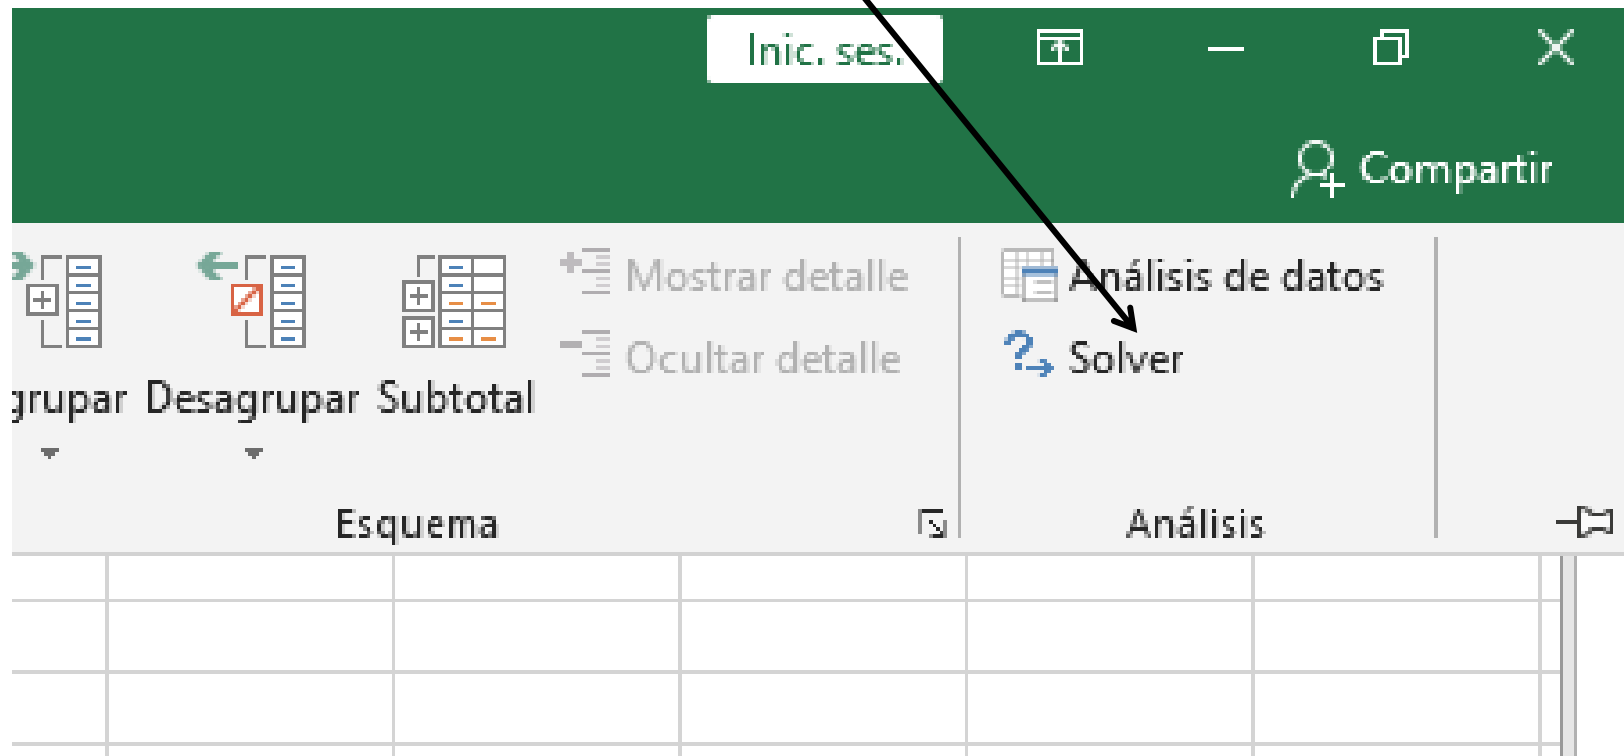 Inic. ses.
Compartir
Mostrar detalle
Análisis de datos
Ocultar detalle
Solver
grupar Desagrupar Subtotal
Esquema
Análisis